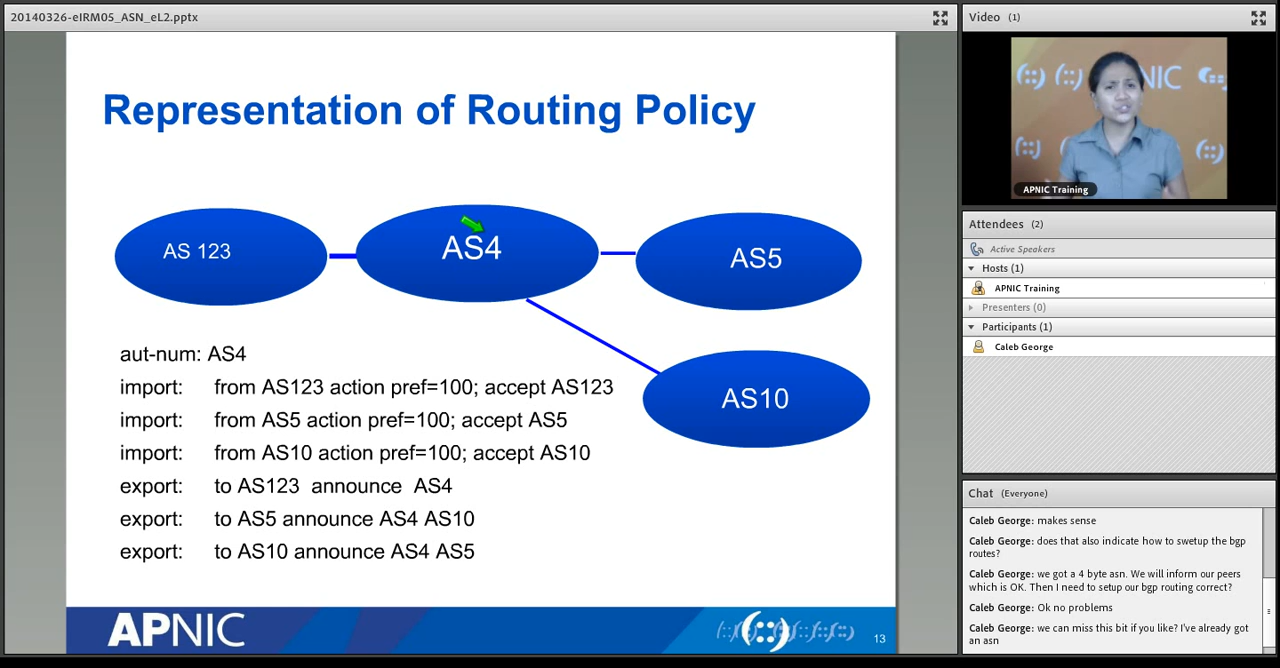 20140326-eIRM05_ASN_eL2.pptx
Representation of Routing Policy
AS 123
AS4
AS5
AS10
aut-num: AS4
import: from AS123 action pref=100; accept AS123
import: from AS5 action pref=100; accept AS5
import: from AS10 action pref=100; accept AS10
export: to AS123 announce AS4
export: to AS5 announce AS4 AS10
export: to AS10 announce AS4 AS5
APNIC
(::) (::) (::) (::) (::)
13
Video (1)
(::) (::) NIC (::
(::) (::)
APNIC Training
Attendees (2)
Active Speakers
Hosts (1)
APNIC Training
Presenters (0)
Participants (1)
Caleb George
Chat (Everyone)
Caleb George: makes sense
Caleb George: does that also indicate how to swetup the bgp
routes?
Caleb George: we got a 4 byte asn. We will inform our peers
which is OK. Then I need to setup our bgp routing correct?
Caleb George: Ok no problems
Caleb George: we can miss this bit if you like? I've already got
an asn